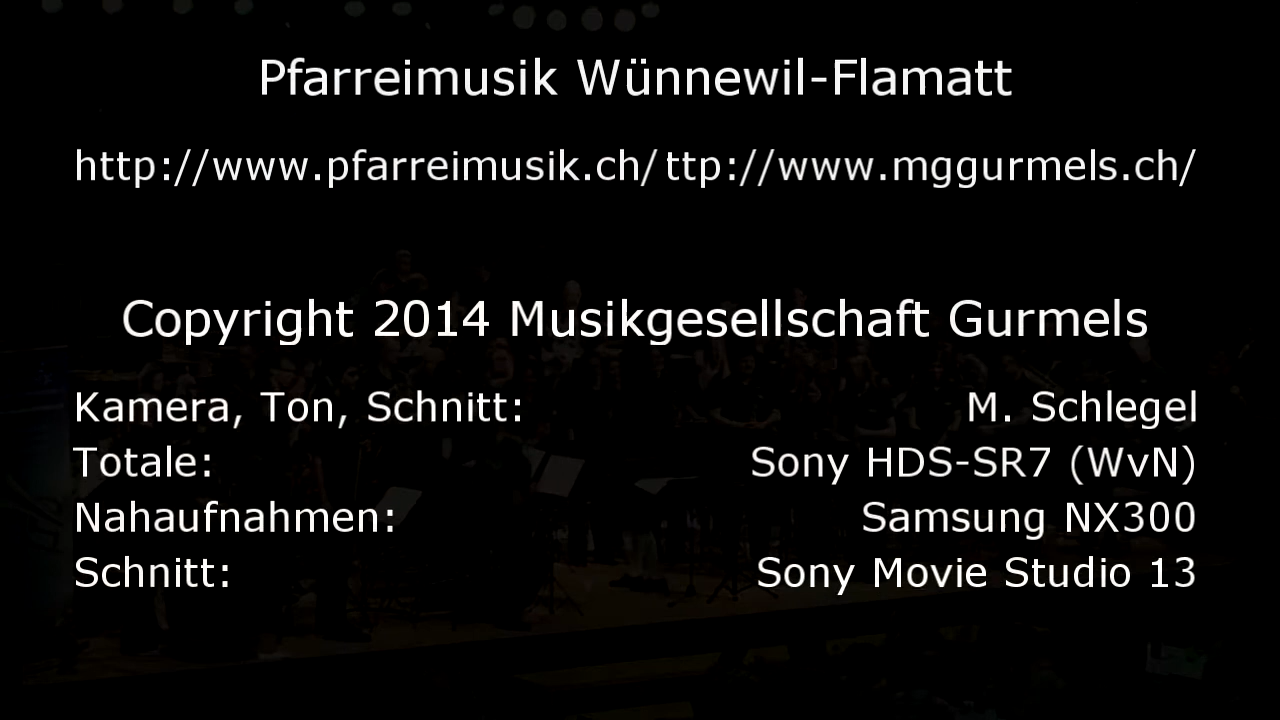 Pfarreimusik Wünnewil-Flamatt
http://www.pfarreimusik.ch/ ttp://www.mggurmels.ch/
Copyright 2014 Musikgesellschaft Gurmels
Kamera, Ton, Schnitt: M. Schlegel
Totale: Sony HDS-SR7 (WvN)
Nahaufnahmen: Samsung NX300
Schnitt: Sony Movie Studio 13